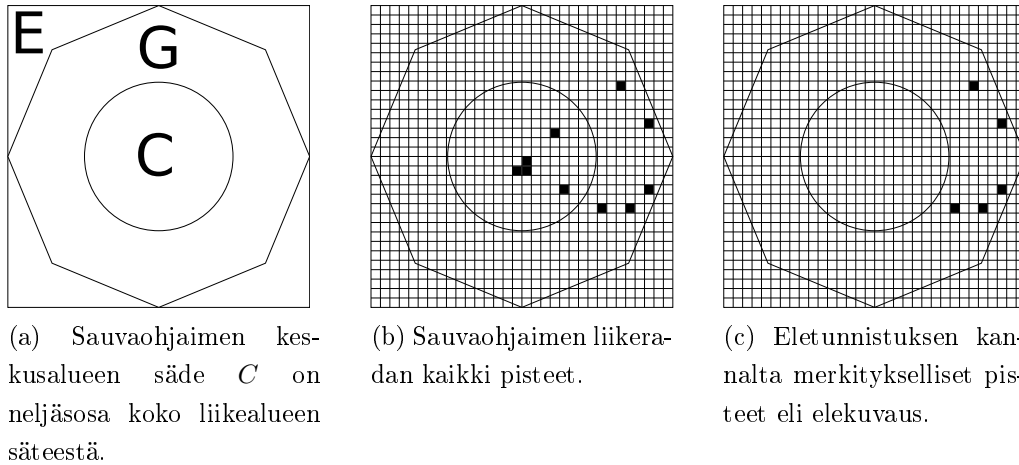 E
G
C
(a) Sauvaohjaimen kes-
kusalueen säde C on
neljäsosa koko liikealueen
säteestä.
(b) Sauvaohjaimen liikera-
dan kaikki pisteet.
(c) Eletunnistuksen kan-
nalta merkitykselliset pis-
teet eli elekuvaus.